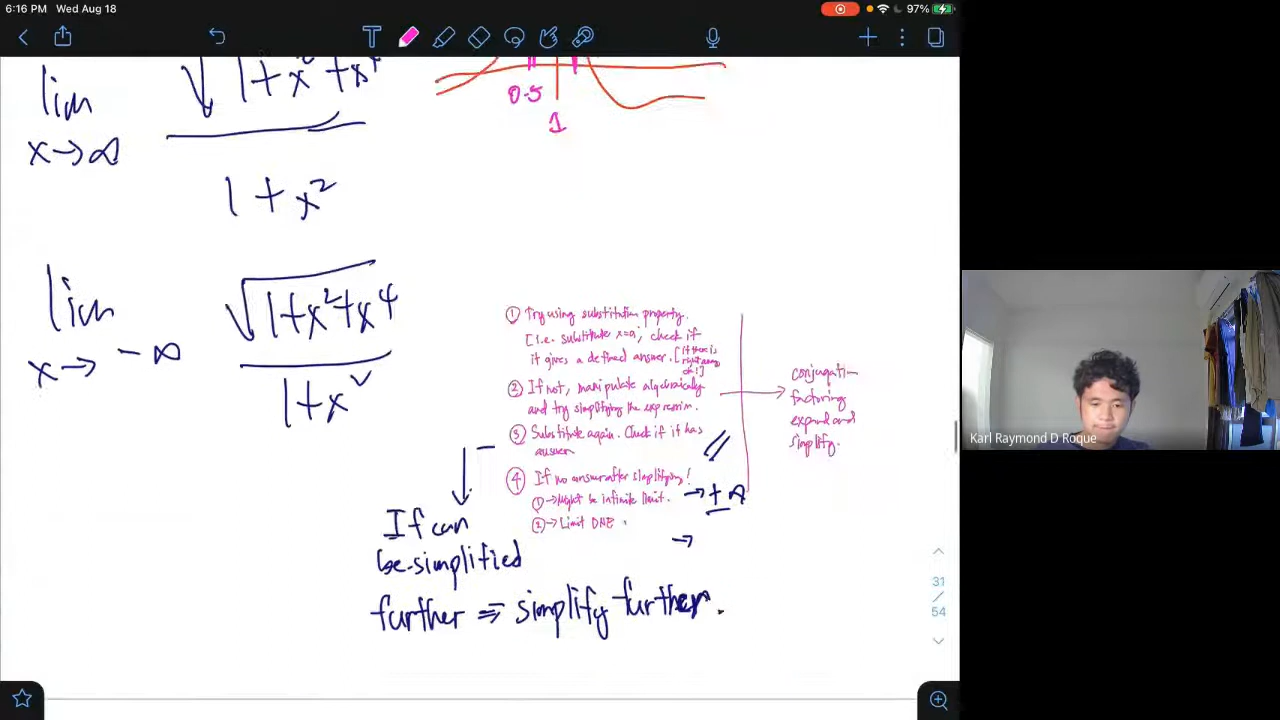 6:16 PM Wed Aug 18
97%
lim x→∞ √1+x²+x⁴
1+x²
0.5
1
lim x→ -∞ √1+x²+x⁴
1+x²
① Try using substitution property.
[i.e. substitute x=a, check if
it gives a defined answer. [if there is
② If not, manipulate algebraically
and try simplifying the expression.
③ Substitute again. Check if it has
answer
④ If no answer after simplifying!
① → Might be infinite limit. → ±∞
② → Limit DNE →
factoring
expand and
simplify.
If can
be simplified
further ⇒ simplify further.
31
/
54
Karl Raymond D Roque